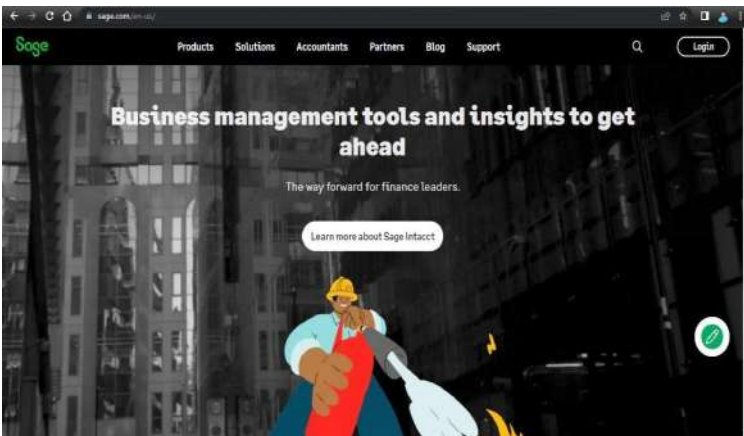 sage.com/en-us/
Sage
Products Solutions Accountants Partners Blog Support
Login
Business management tools and insights to get
ahead
The way forward for finance leaders.
Learn more about Sage Intacct